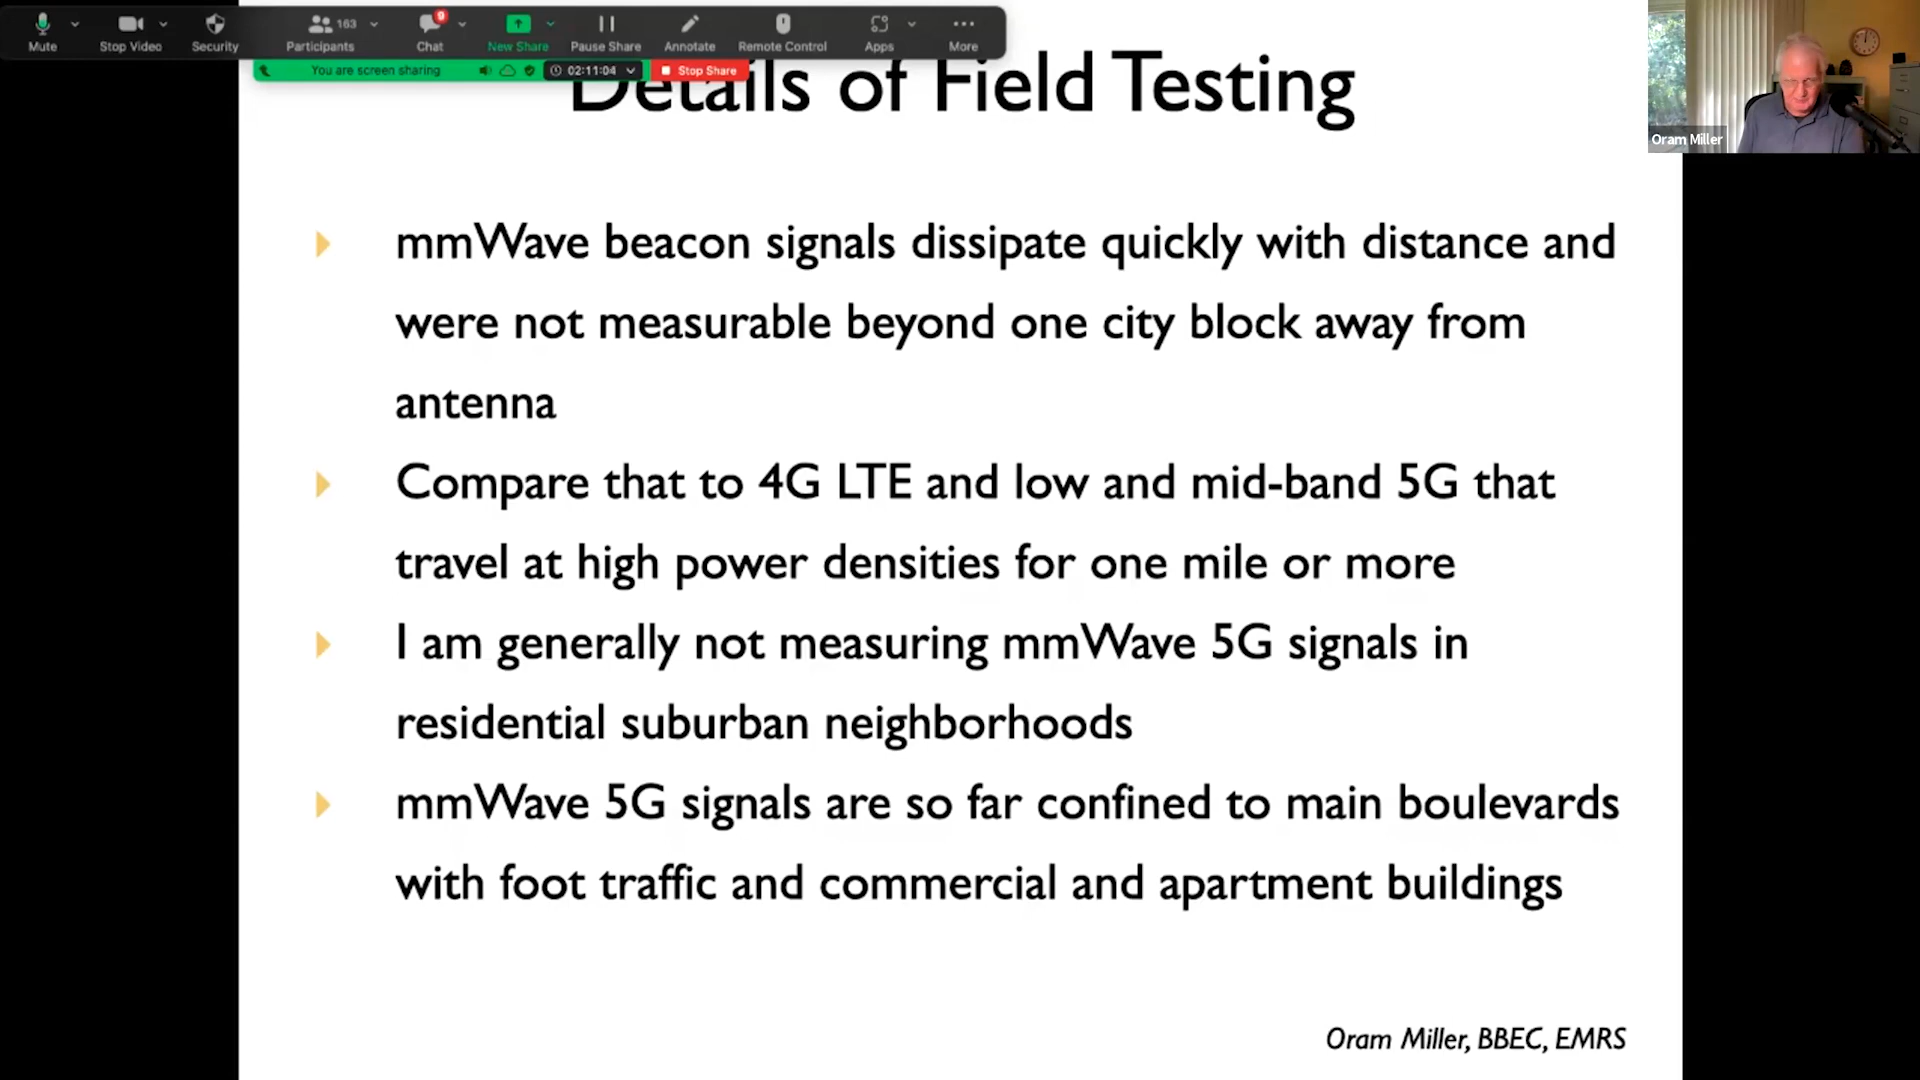 Mute
Stop Video
Security
163
Participants
9
Chat
New Share
Pause Share
Annotate
Remote Control
Apps
More
You are screen sharing
02:11:04
Stop Share
Oram Miller
Details of Field Testing
mmWave beacon signals dissipate quickly with distance and
were not measurable beyond one city block away from
antenna
Compare that to 4G LTE and low and mid-band 5G that
travel at high power densities for one mile or more
I am generally not measuring mmWave 5G signals in
residential suburban neighborhoods
mmWave 5G signals are so far confined to main boulevards
with foot traffic and commercial and apartment buildings
Oram Miller, BBEC, EMRS